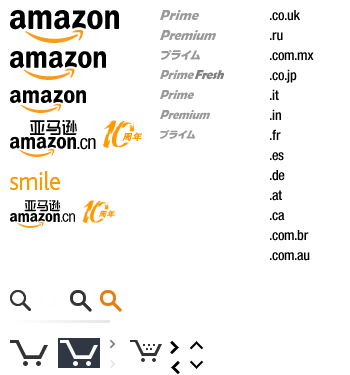 amazon Prime .co.uk
amazon Premium .ru
プライム .com.mx
Prime Fresh .co.jp
amazon Prime .it
Premium .in
亚马逊 10周年 プライム .fr
amazon.cn
.es
smile .de
.at
亚马逊 10周年
amazon.cn .ca
.com.br
.com.au